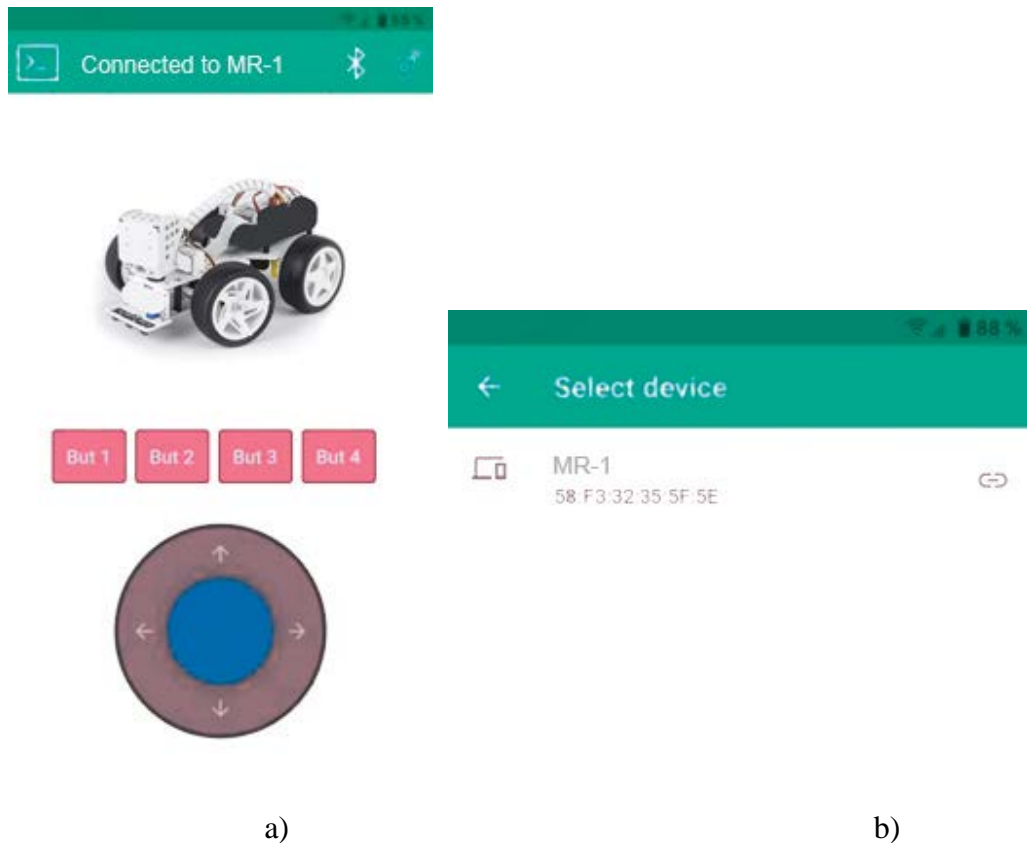 88 %
Connected to MR-1
But 1 But 2 But 3 But 4
88 %
Select device
MR-1
58:F3:32:35:5F:5E
a) b)